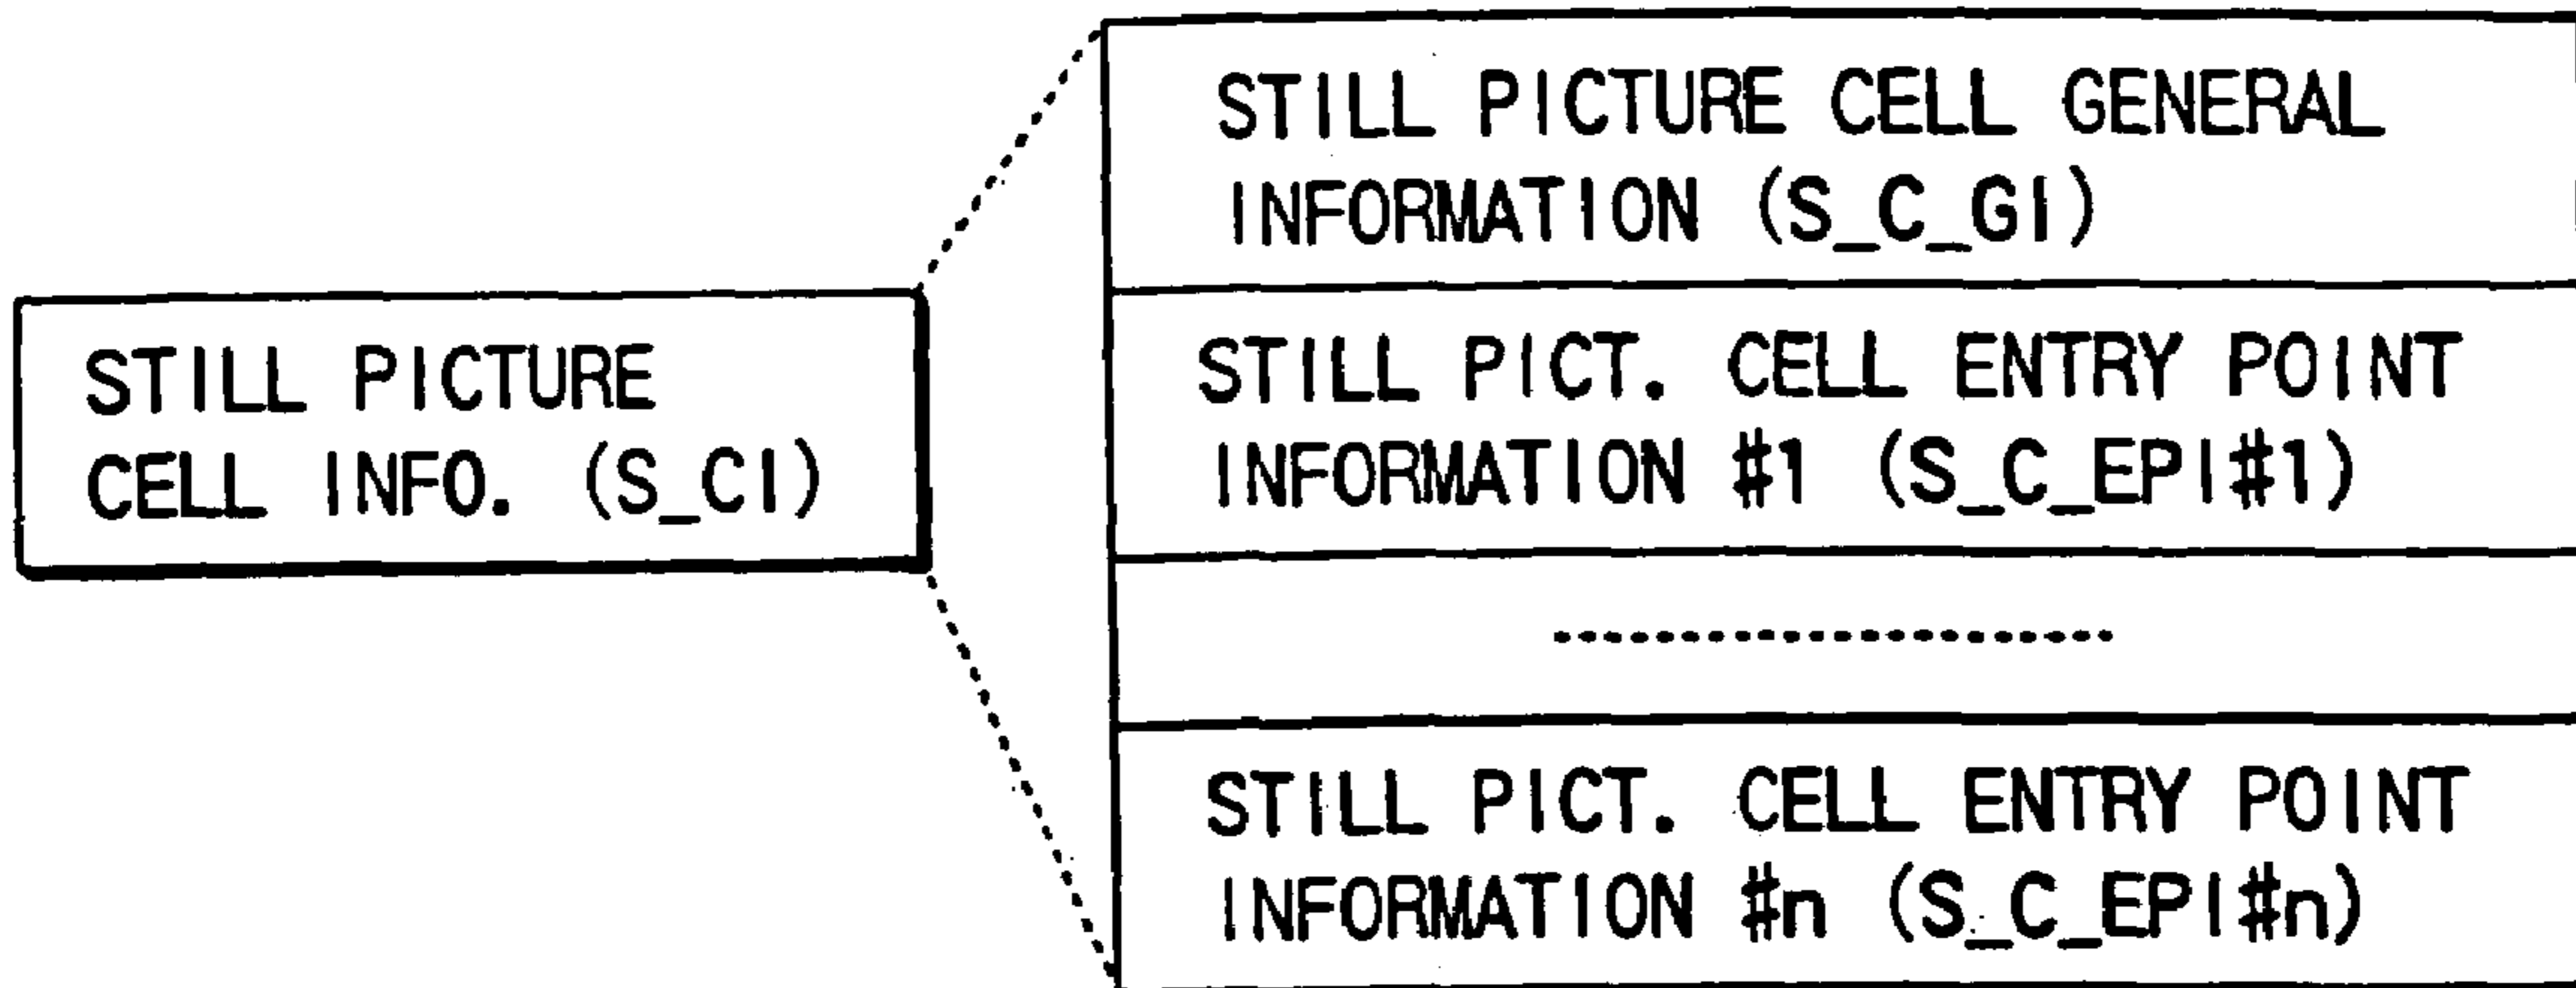 STILL PICTURE CELL GENERAL
INFORMATION (S_C_GI)
STILL PICTURE
CELL INFO. (S_CI)
STILL PICT. CELL ENTRY POINT
INFORMATION #1 (S_C_EPI#1)
STILL PICT. CELL ENTRY POINT
INFORMATION #n (S_C_EPI#n)